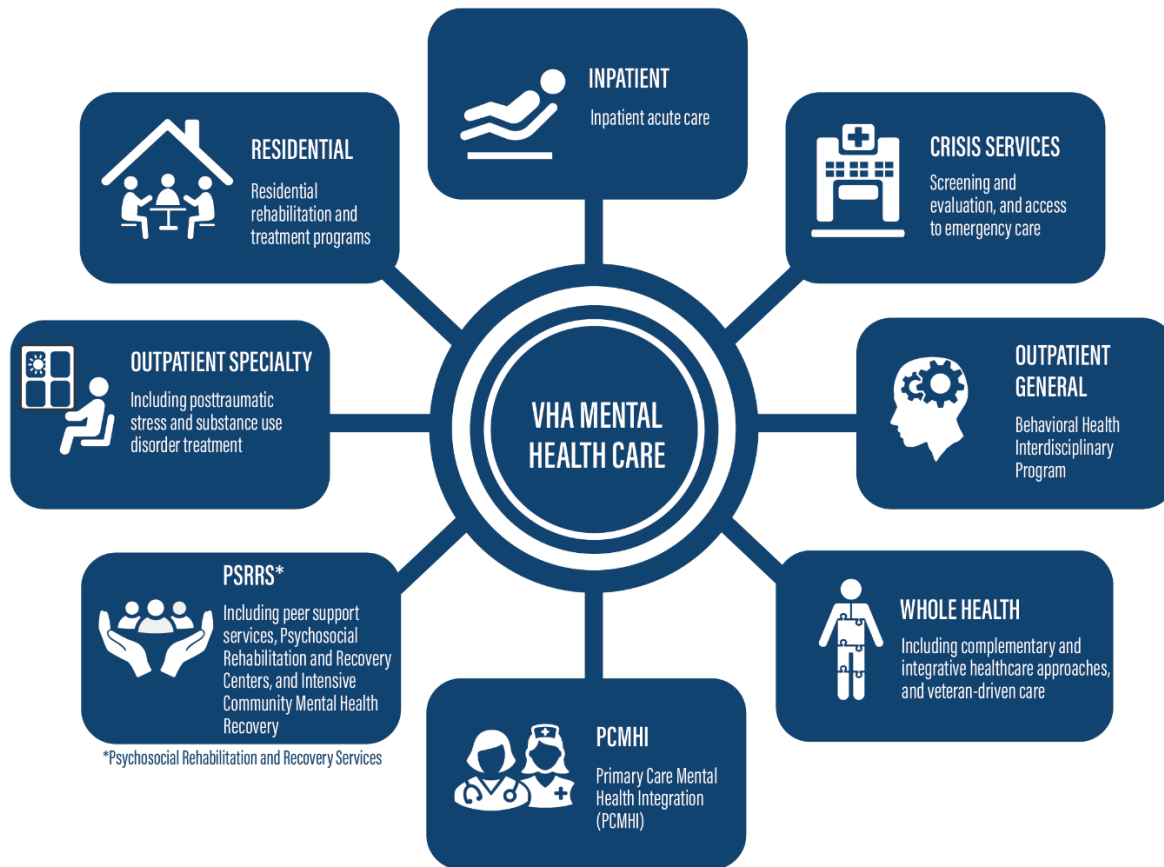 INPATIENT
Inpatient acute care
RESIDENTIAL
Residential
rehabilitation and
treatment programs
CRISIS SERVICES
Screening and
evaluation, and access
to emergency care
OUTPATIENT SPECIALTY
Including posttraumatic
stress and substance use
disorder treatment
VHA MENTAL
HEALTH CARE
OUTPATIENT
GENERAL
Behavioral Health
Interdisciplinary
Program
PSRRS*
Including peer support
services, Psychosocial
Rehabilitation and Recovery
Centers, and Intensive
Community Mental Health
Recovery
*Psychosocial Rehabilitation and Recovery Services
WHOLE HEALTH
Including complementary and
integrative healthcare approaches,
and veteran-driven care
PCMHI
Primary Care Mental
Health Integration
(PCMHI)